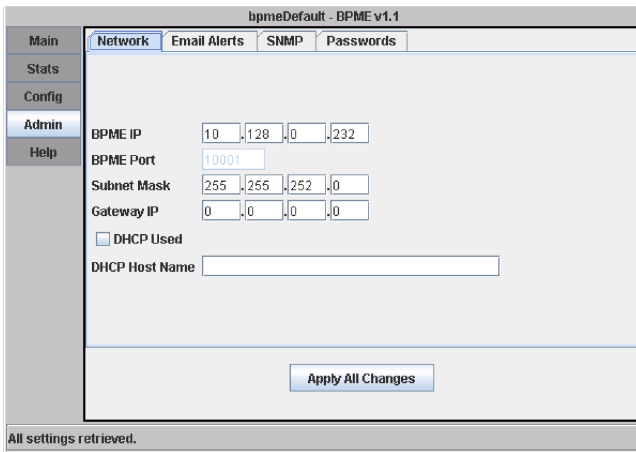 bpmeDefault - BPME v1.1
Main
Stats
Config
Admin
Help
Network Email Alerts SNMP Passwords
BPME IP 10 .128 .0 .232
BPME Port 10001
Subnet Mask 255 .255 .252 .0
Gateway IP 0 .0 .0 .0
DHCP Used
DHCP Host Name
Apply All Changes
All settings retrieved.